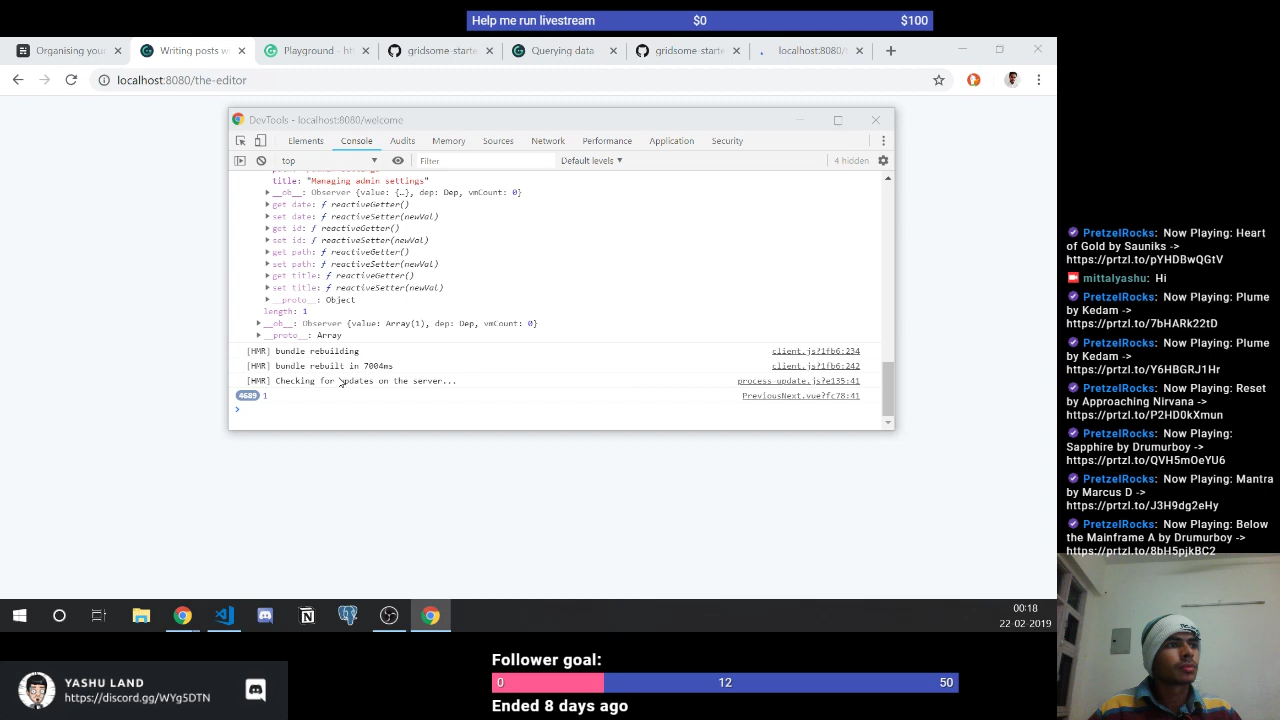 Help me run livestream $0 $100
Organising your
Writing posts w
Playground - ht
gridsome-starte
Querying data
gridsome-starte
localhost:8080/
localhost:8080/the-editor
DevTools - localhost:8080/welcome
Elements Console Audits Memory Sources Network Performance Application Security
top Filter Default levels ▼ 4 hidden
title: "Managing admin settings"
__ob__: Observer {value: {…}, dep: Dep, vmCount: 0}
get date: ƒ reactiveGetter()
set date: ƒ reactiveSetter(newVal)
get id: ƒ reactiveGetter()
set id: ƒ reactiveSetter(newVal)
get path: ƒ reactiveGetter()
set path: ƒ reactiveSetter(newVal)
get title: ƒ reactiveGetter()
set title: ƒ reactiveSetter(newVal)
__proto__: Object
length: 1
__ob__: Observer {value: Array(1), dep: Dep, vmCount: 0}
__proto__: Array
[HMR] bundle rebuilding client.js?1fb6:234
[HMR] bundle rebuilt in 7004ms client.js?1fb6:242
[HMR] Checking for updates on the server... process-update.js?e135:41
4689 1 PreviousNext.vue?fc78:41
PretzelRocks: Now Playing: Heart
of Gold by Sauniks ->
https://prtzl.to/pYHDBwQGtV
mittalyashu: Hi
PretzelRocks: Now Playing: Plume
by Kedam ->
https://prtzl.to/7bHARk22tD
PretzelRocks: Now Playing: Plume
by Kedam ->
https://prtzl.to/Y6HBGRJ1Hr
PretzelRocks: Now Playing: Reset
by Approaching Nirvana ->
https://prtzl.to/P2HD0kXmun
PretzelRocks: Now Playing:
Sapphire by Drumurboy ->
https://prtzl.to/QVH5mOeYU6
PretzelRocks: Now Playing: Mantra
by Marcus D ->
https://prtzl.to/J3H9dg2eHy
PretzelRocks: Now Playing: Below
the Mainframe A by Drumurboy ->
https://prtzl.to/8bH5pjkBC2
00:18
22-02-2019
YASHU LAND
https://discord.gg/WYg5DTN
Follower goal:
0 12 50
Ended 8 days ago